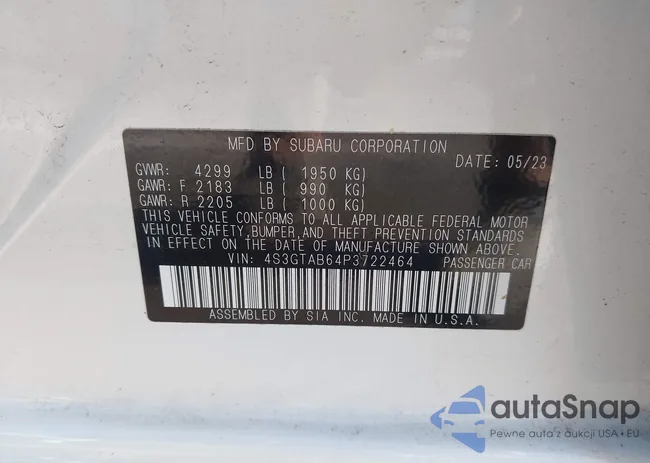 MFD BY SUBARU CORPORATION
DATE: 05/23
GVWR: 4299 LB ( 1950 KG)
GAWR: F 2183 LB ( 990 KG)
GAWR: R 2205 LB ( 1000 KG)
THIS VEHICLE CONFORMS TO ALL APPLICABLE FEDERAL MOTOR
VEHICLE SAFETY,BUMPER,AND THEFT PREVENTION STANDARDS
IN EFFECT ON THE DATE OF MANUFACTURE SHOWN ABOVE.
VIN: 4S3GTAB64P3722464 PASSENGER CAR
ASSEMBLED BY SIA INC. MADE IN U.S.A.
autaSnap
Pewne auta z aukcji USA • EU